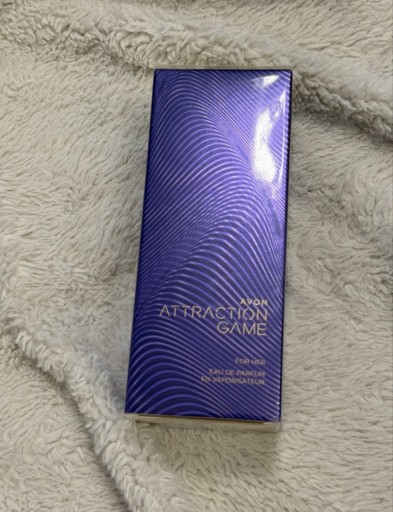 AVON
ATTRACTION
GAME
FOR HER
EAU DE PARFUM
EN VAPORISATEUR